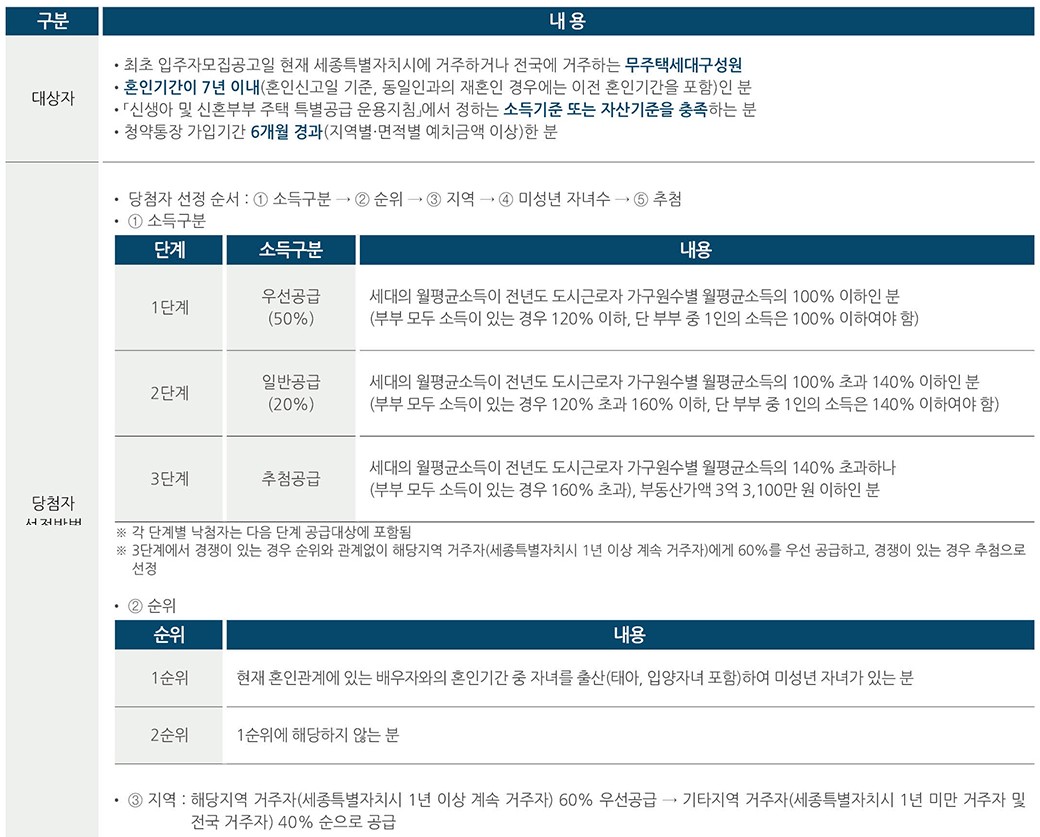 구분 내 용
대상자
• 최초 입주자모집공고일 현재 세종특별자치시에 거주하거나 전국에 거주하는 무주택세대구성원
• 혼인기간이 7년 이내(혼인신고일 기준, 동일인과의 재혼인 경우에는 이전 혼인기간을 포함)인 분
• 「신생아 및 신혼부부 주택 특별공급 운용지침」에서 정하는 소득기준 또는 자산기준을 충족하는 분
• 청약통장 가입기간 6개월 경과(지역별·면적별 예치금액 이상)한 분
당첨자
• 당첨자 선정 순서 : ① 소득구분 → ② 순위 → ③ 지역 → ④ 미성년 자녀수 → ⑤ 추첨
• ① 소득구분
단계 소득구분 내용
1단계
우선공급
(50%)
세대의 월평균소득이 전년도 도시근로자 가구원수별 월평균소득의 100% 이하인 분
(부부 모두 소득이 있는 경우 120% 이하, 단 부부 중 1인의 소득은 100% 이하여야 함)
2단계
일반공급
(20%)
세대의 월평균소득이 전년도 도시근로자 가구원수별 월평균소득의 100% 초과 140% 이하인 분
(부부 모두 소득이 있는 경우 120% 초과 160% 이하, 단 부부 중 1인의 소득은 140% 이하여야 함)
3단계
추첨공급
세대의 월평균소득이 전년도 도시근로자 가구원수별 월평균소득의 140% 초과하나
(부부 모두 소득이 있는 경우 160% 초과), 부동산가액 3억 3,100만 원 이하인 분
※ 각 단계별 낙첨자는 다음 단계 공급대상에 포함됨
※ 3단계에서 경쟁이 있는 경우 순위와 관계없이 해당지역 거주자(세종특별자치시 1년 이상 계속 거주자)에게 60%를 우선 공급하고, 경쟁이 있는 경우 추첨으로
선정
• ② 순위
순위 내용
1순위 현재 혼인관계에 있는 배우자와의 혼인기간 중 자녀를 출산(태아, 입양자녀 포함)하여 미성년 자녀가 있는 분
2순위 1순위에 해당하지 않는 분
• ③ 지역 : 해당지역 거주자(세종특별자치시 1년 이상 계속 거주자) 60% 우선공급 → 기타지역 거주자(세종특별자치시 1년 미만 거주자 및
전국 거주자) 40% 순으로 공급